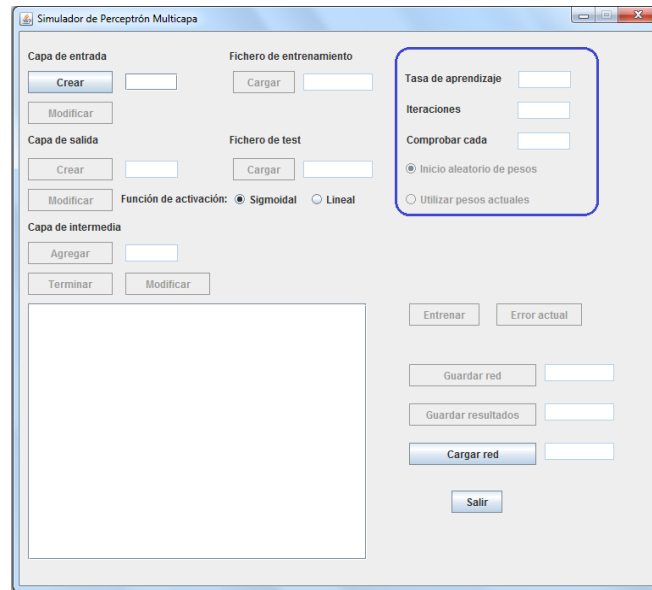 Simulador de Perceptrón Multicapa
Capa de entrada
Fichero de entrenamiento
Crear
Cargar
Tasa de aprendizaje
Modificar
Iteraciones
Capa de salida
Fichero de test
Comprobar cada
Crear
Cargar
Inicio aleatorio de pesos
Modificar
Función de activación:
Sigmoidal
Lineal
Utilizar pesos actuales
Capa de intermedia
Agregar
Terminar
Modificar
Entrenar
Error actual
Guardar red
Guardar resultados
Cargar red
Salir